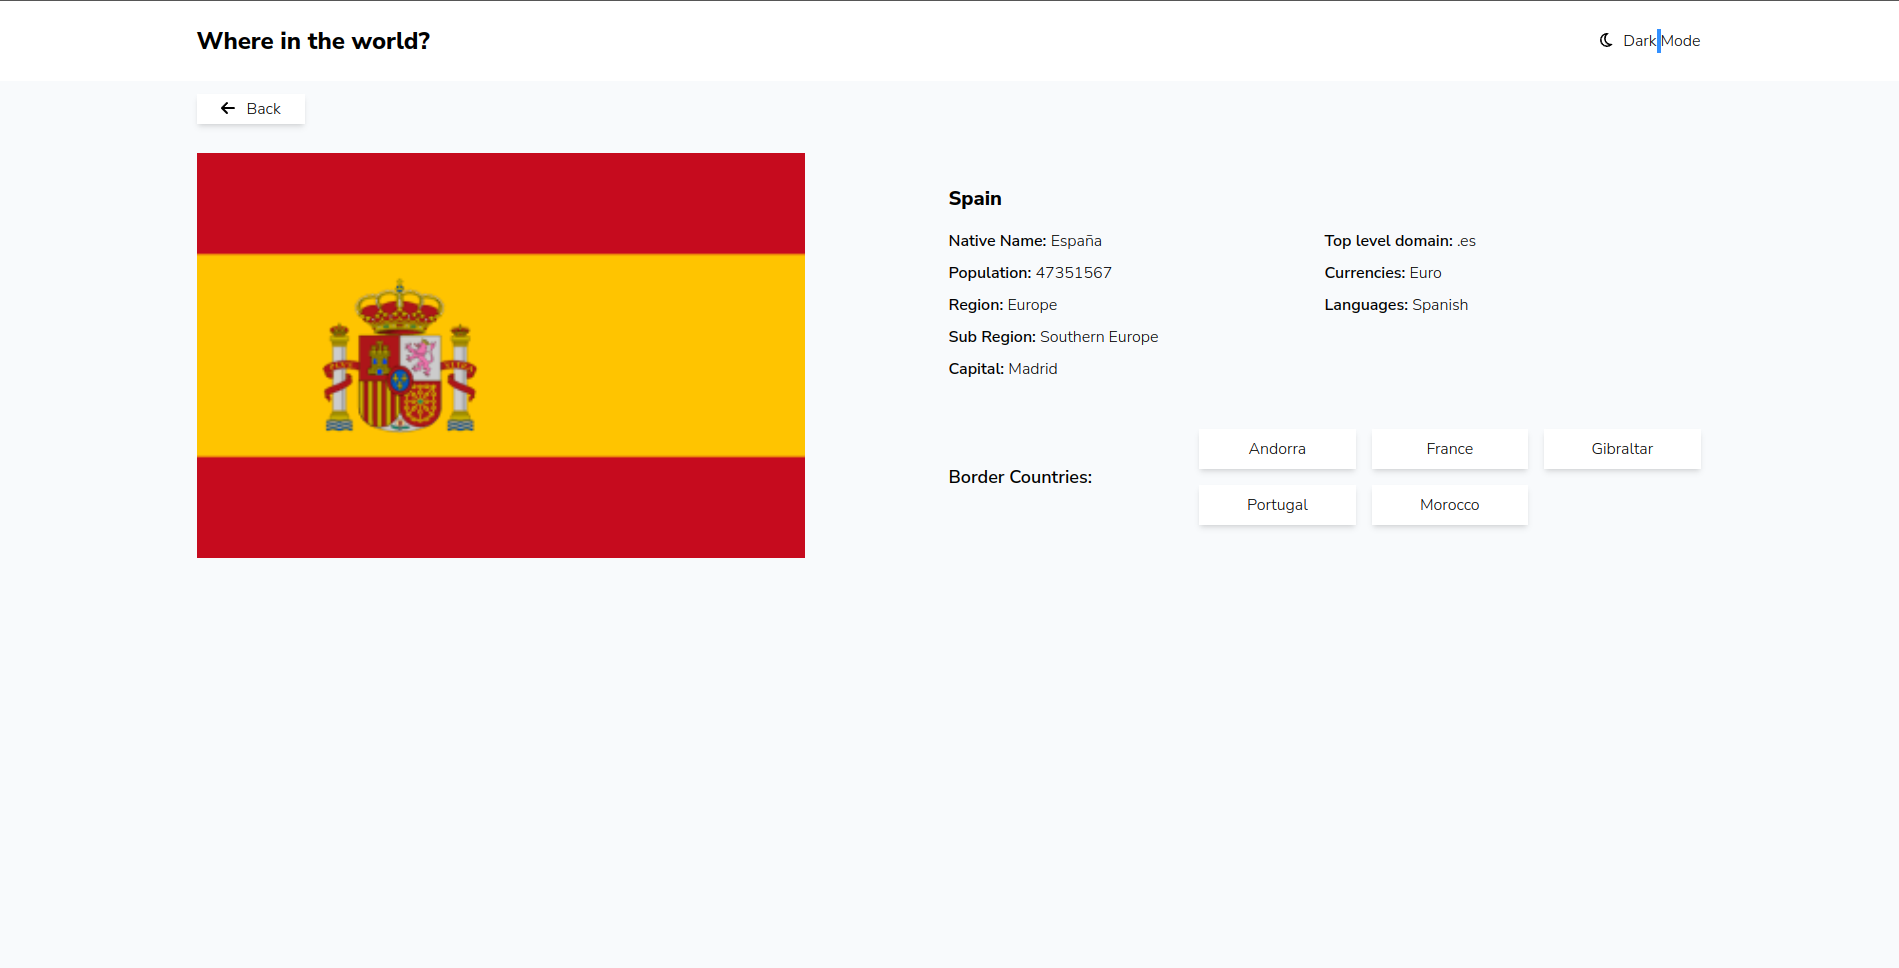 Where in the world?
Dark Mode
Back
Spain
Native Name: España
Population: 47351567
Region: Europe
Sub Region: Southern Europe
Capital: Madrid
Top level domain: .es
Currencies: Euro
Languages: Spanish
Border Countries:
Andorra
France
Gibraltar
Portugal
Morocco